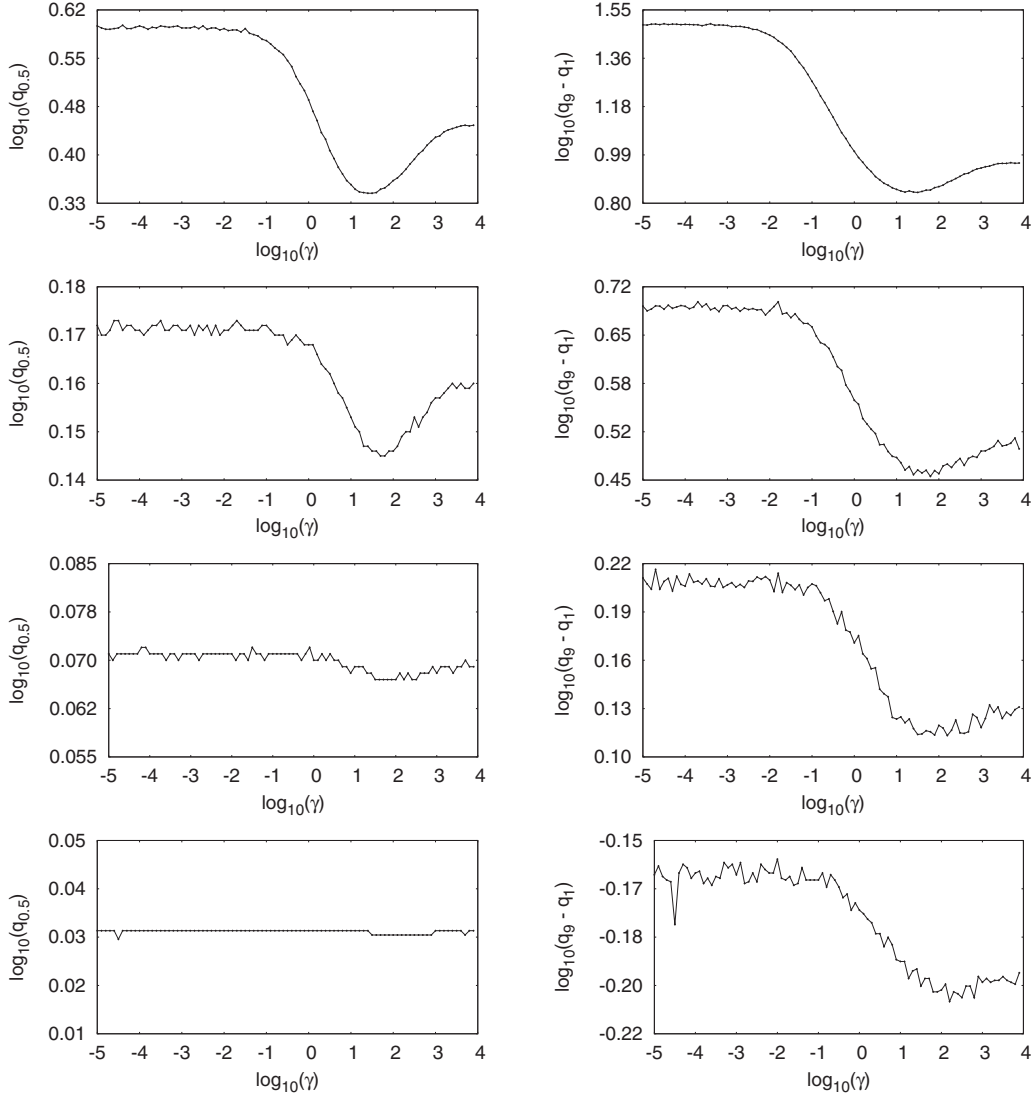 0.62
0.55
0.48
0.40
0.33
log10(q0.5)
-5 -4 -3 -2 -1 0 1 2 3 4
log10(γ)
1.55
1.36
1.18
0.99
0.80
log10(q9 - q1)
-5 -4 -3 -2 -1 0 1 2 3 4
log10(γ)
0.18
0.17
0.16
0.15
0.14
log10(q0.5)
-5 -4 -3 -2 -1 0 1 2 3 4
log10(γ)
0.72
0.65
0.58
0.52
0.45
log10(q9 - q1)
-5 -4 -3 -2 -1 0 1 2 3 4
log10(γ)
0.085
0.078
0.070
0.062
0.055
log10(q0.5)
-5 -4 -3 -2 -1 0 1 2 3 4
log10(γ)
0.22
0.19
0.16
0.13
0.10
log10(q9 - q1)
-5 -4 -3 -2 -1 0 1 2 3 4
log10(γ)
0.05
0.04
0.03
0.02
0.01
log10(q0.5)
-5 -4 -3 -2 -1 0 1 2 3 4
log10(γ)
-0.15
-0.17
-0.18
-0.20
-0.22
log10(q9 - q1)
-5 -4 -3 -2 -1 0 1 2 3 4
log10(γ)